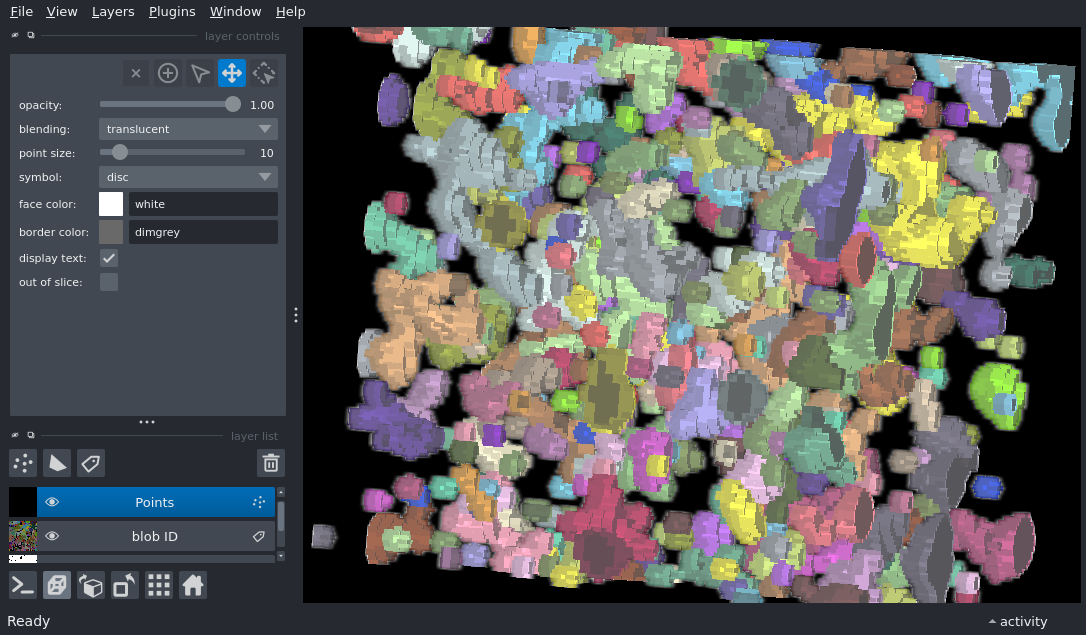 File View Layers Plugins Window Help
layer controls
opacity: 1.00
blending: translucent
point size: 10
symbol: disc
face color: white
border color: dimgrey
display text:
out of slice:
layer list
Points
blob ID
Ready
activity